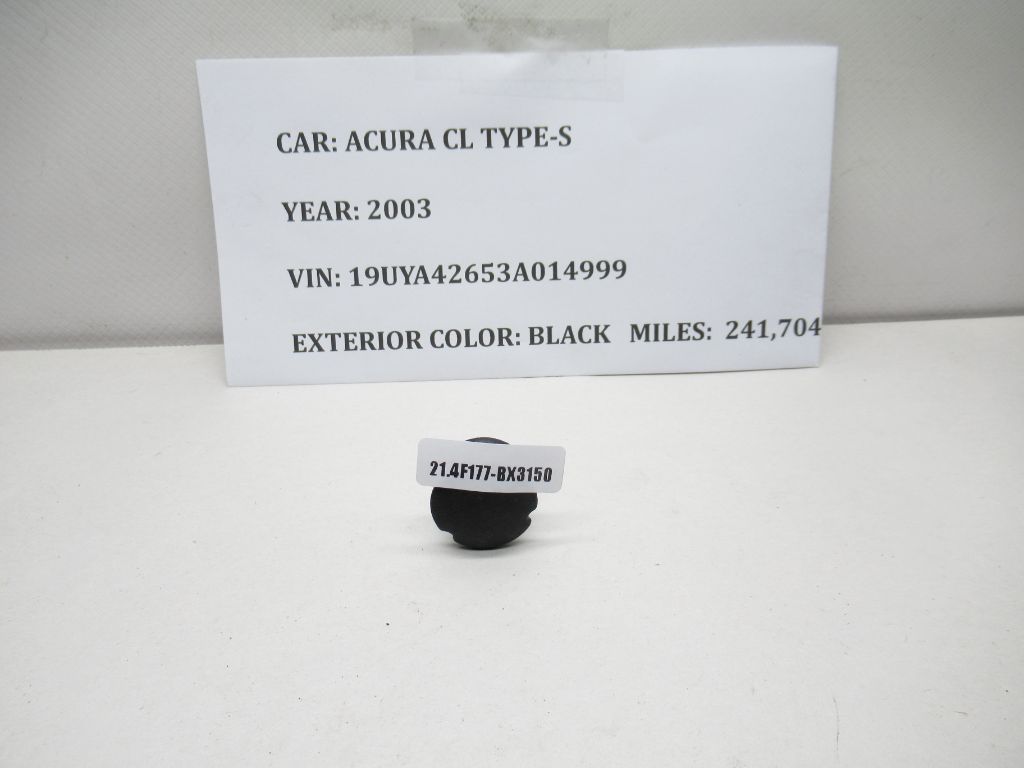 CAR: ACURA CL TYPE-S
YEAR: 2003
VIN: 19UYA42653A014999
EXTERIOR COLOR: BLACK MILES: 241,704
21.4F177-BX3150